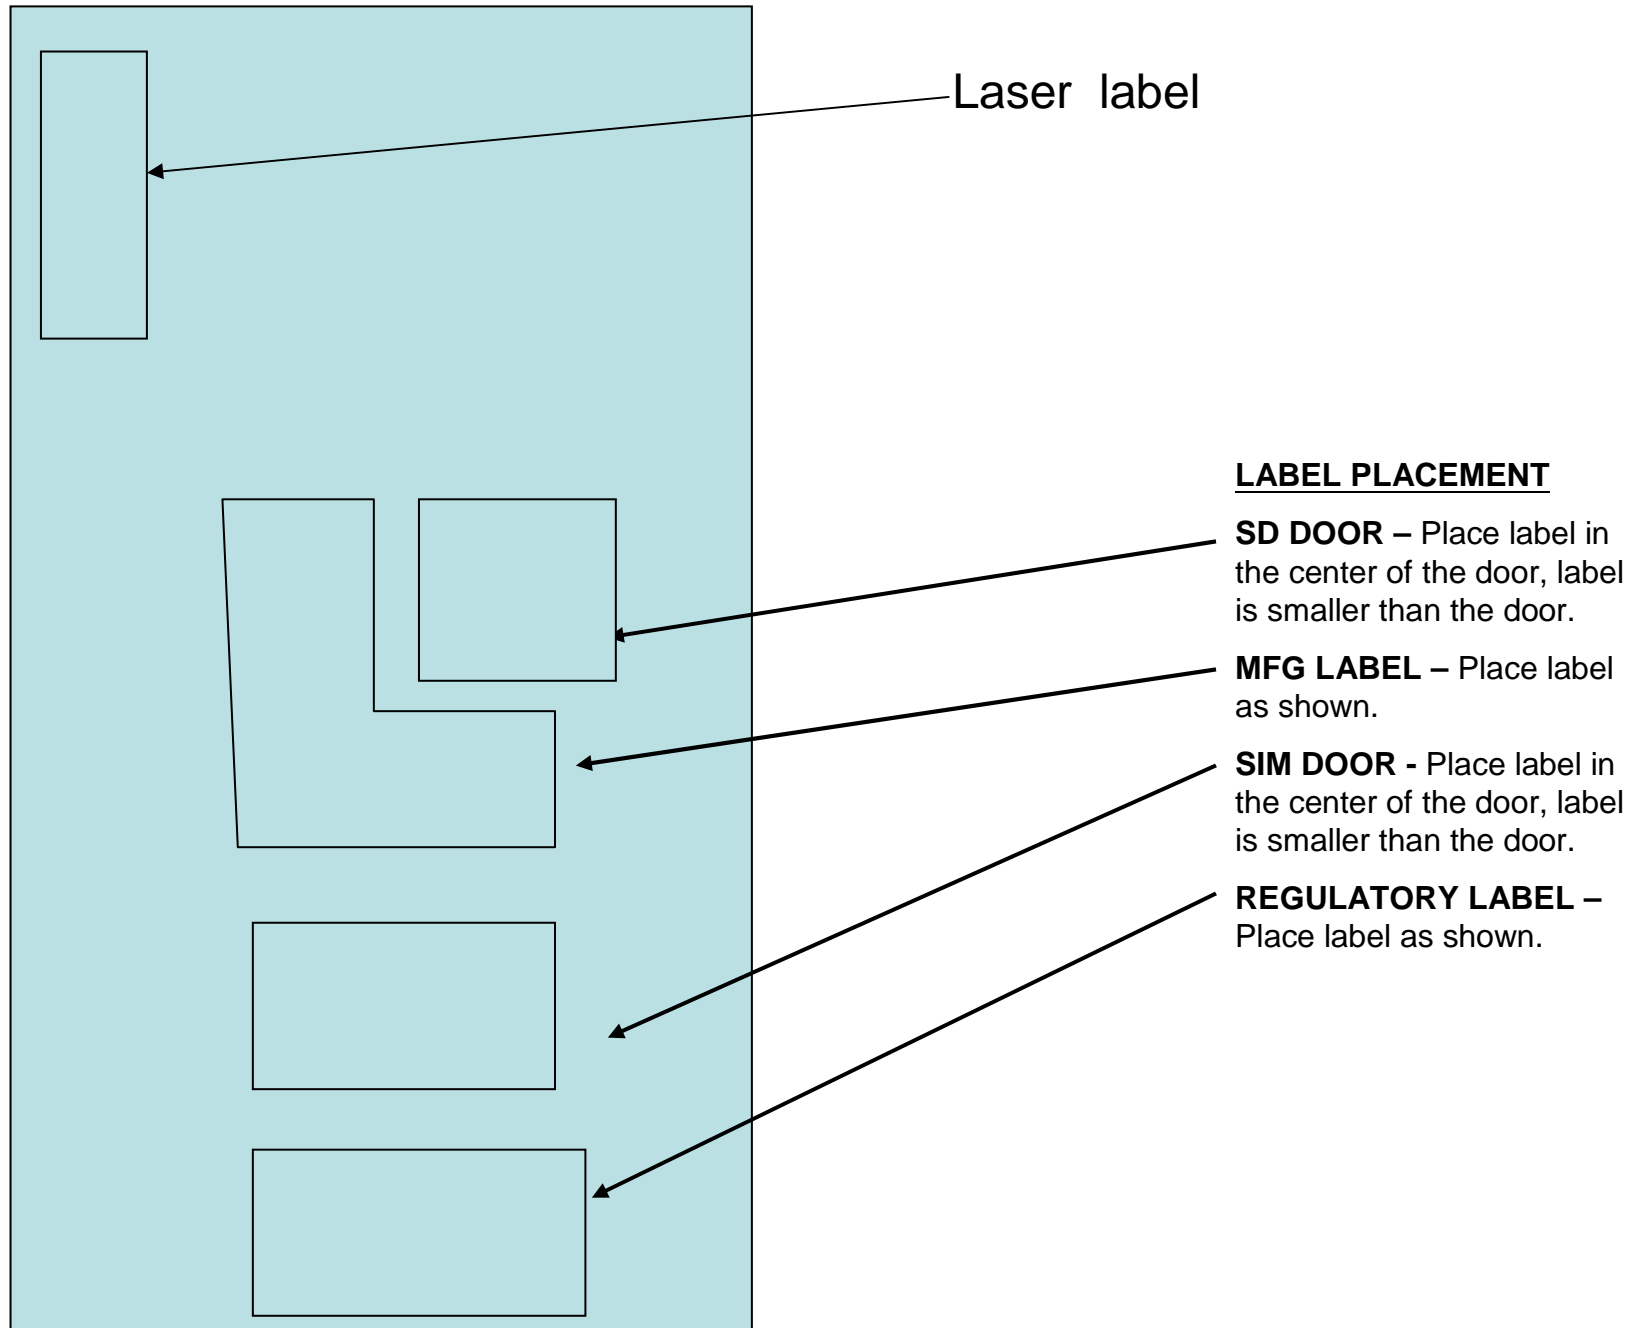 Laser label
LABEL PLACEMENT
SD DOOR – Place label in
the center of the door, label
is smaller than the door.
MFG LABEL – Place label
as shown.
SIM DOOR - Place label in
the center of the door, label
is smaller than the door.
REGULATORY LABEL –
Place label as shown.